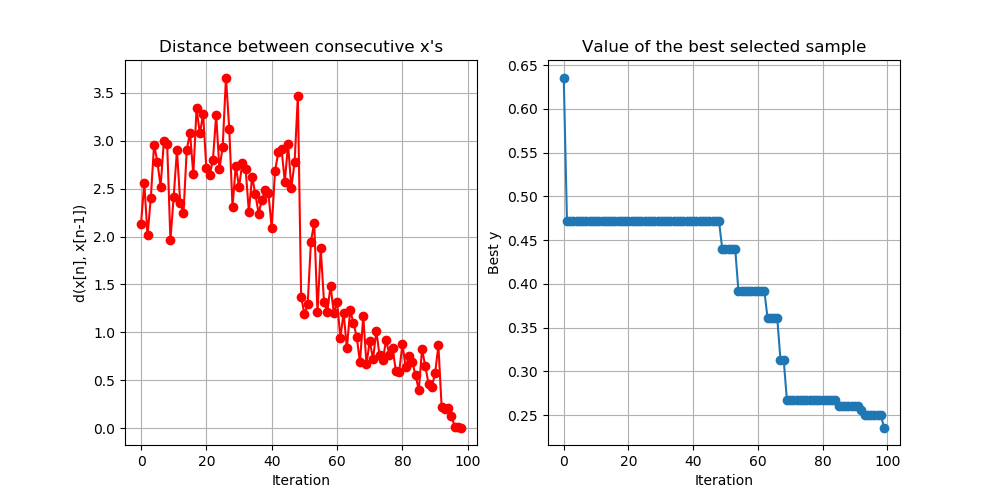 Distance between consecutive x's
d(x[n], x[n-1])
3.5
3.0
2.5
2.0
1.5
1.0
0.5
0.0
0 20 40 60 80 100
Iteration
Value of the best selected sample
Best y
0.65
0.60
0.55
0.50
0.45
0.40
0.35
0.30
0.25
0 20 40 60 80 100
Iteration